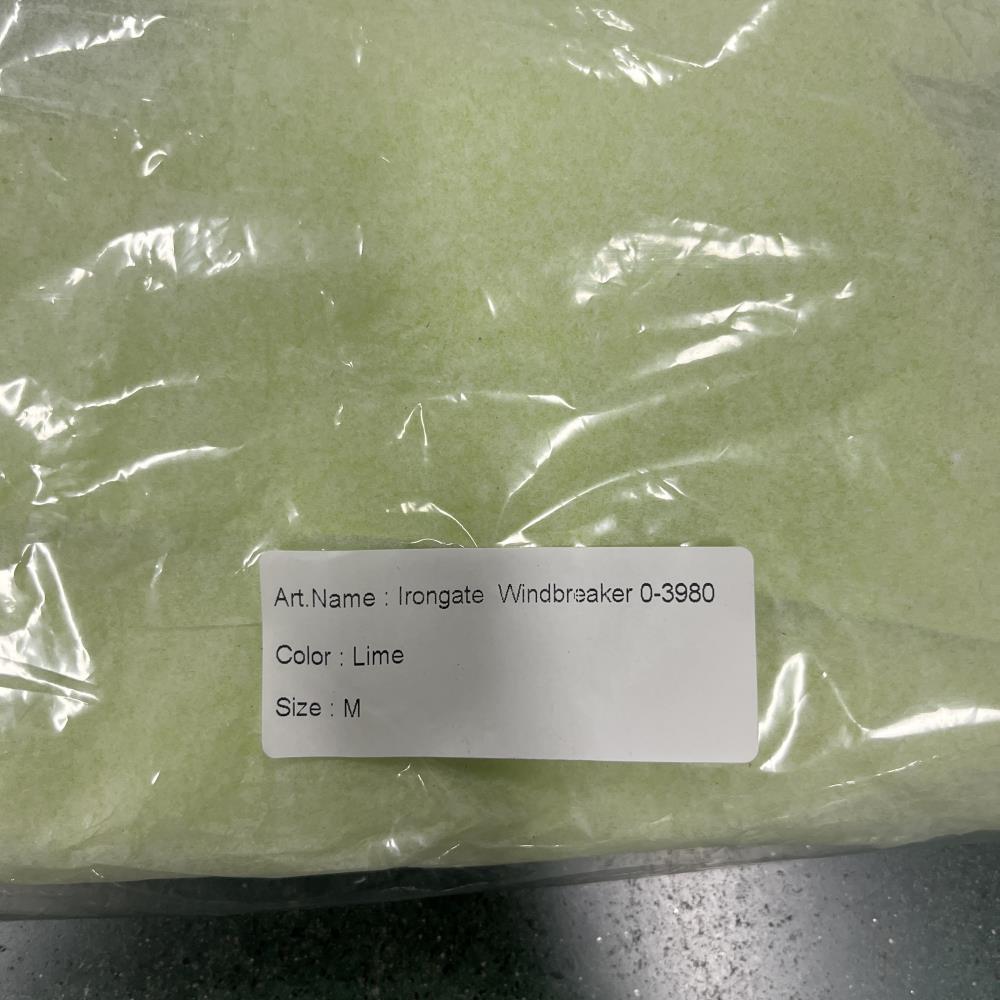 Art.Name : Irongate Windbreaker 0-3980
Color : Lime
Size : M